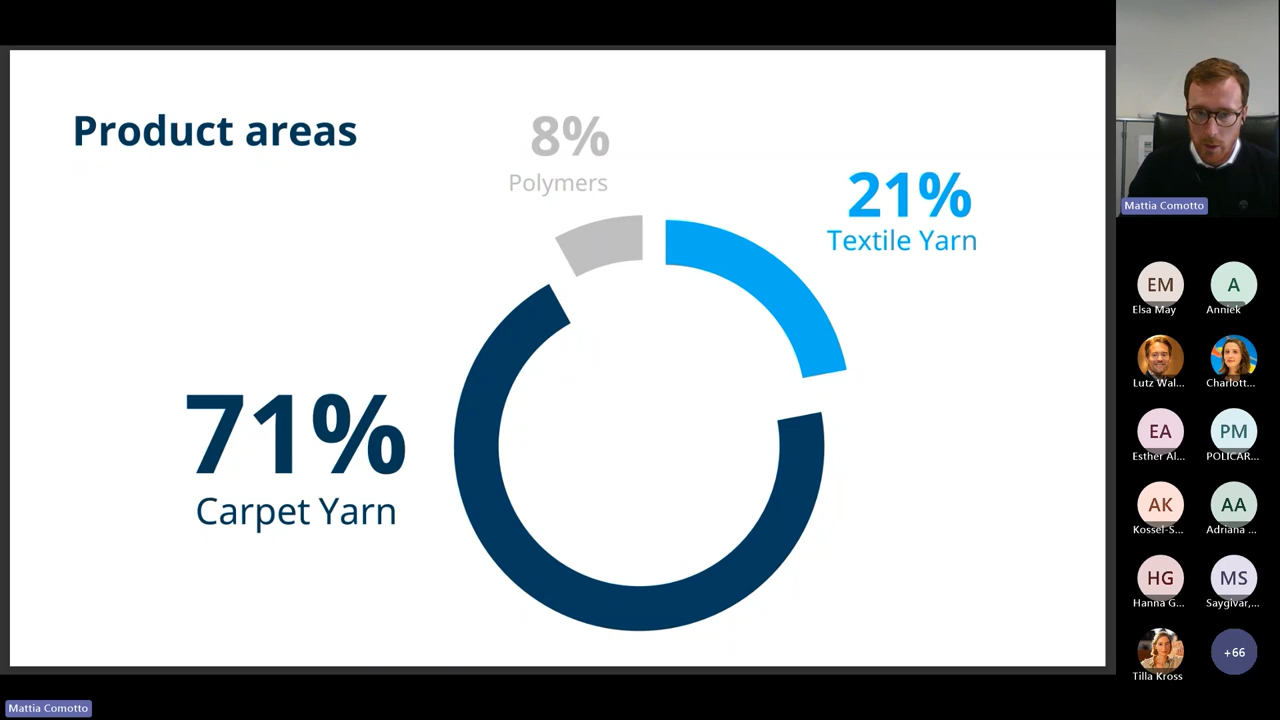 Product areas
8%
Polymers
21%
Textile Yarn
71%
Carpet Yarn
Mattia Comotto
EM
Elsa May
A
Anniek
Lutz Wal...
Charlott...
EA
Esther Al...
PM
POLICAR...
AK
Kossel-S...
AA
Adriana ...
HG
Hanna G...
MS
Saygivar,...
Tilla Kross
+66
Mattia Comotto